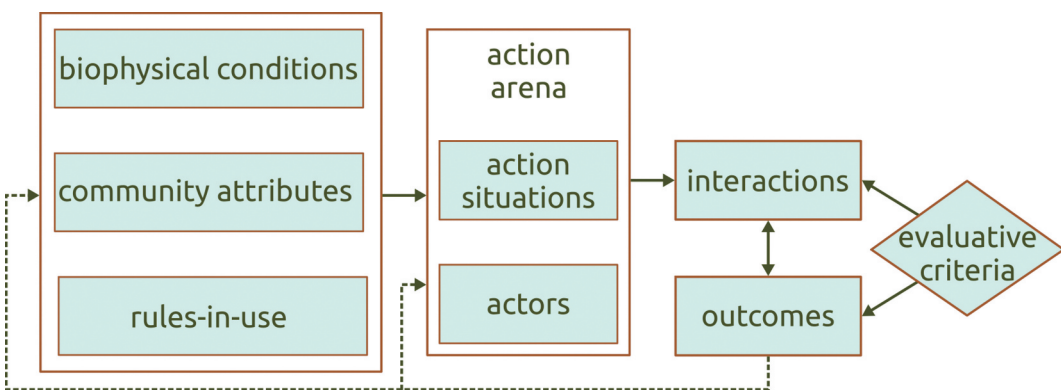 biophysical conditions
community attributes
rules-in-use
action
arena
action
situations
actors
interactions
outcomes
evaluative
criteria